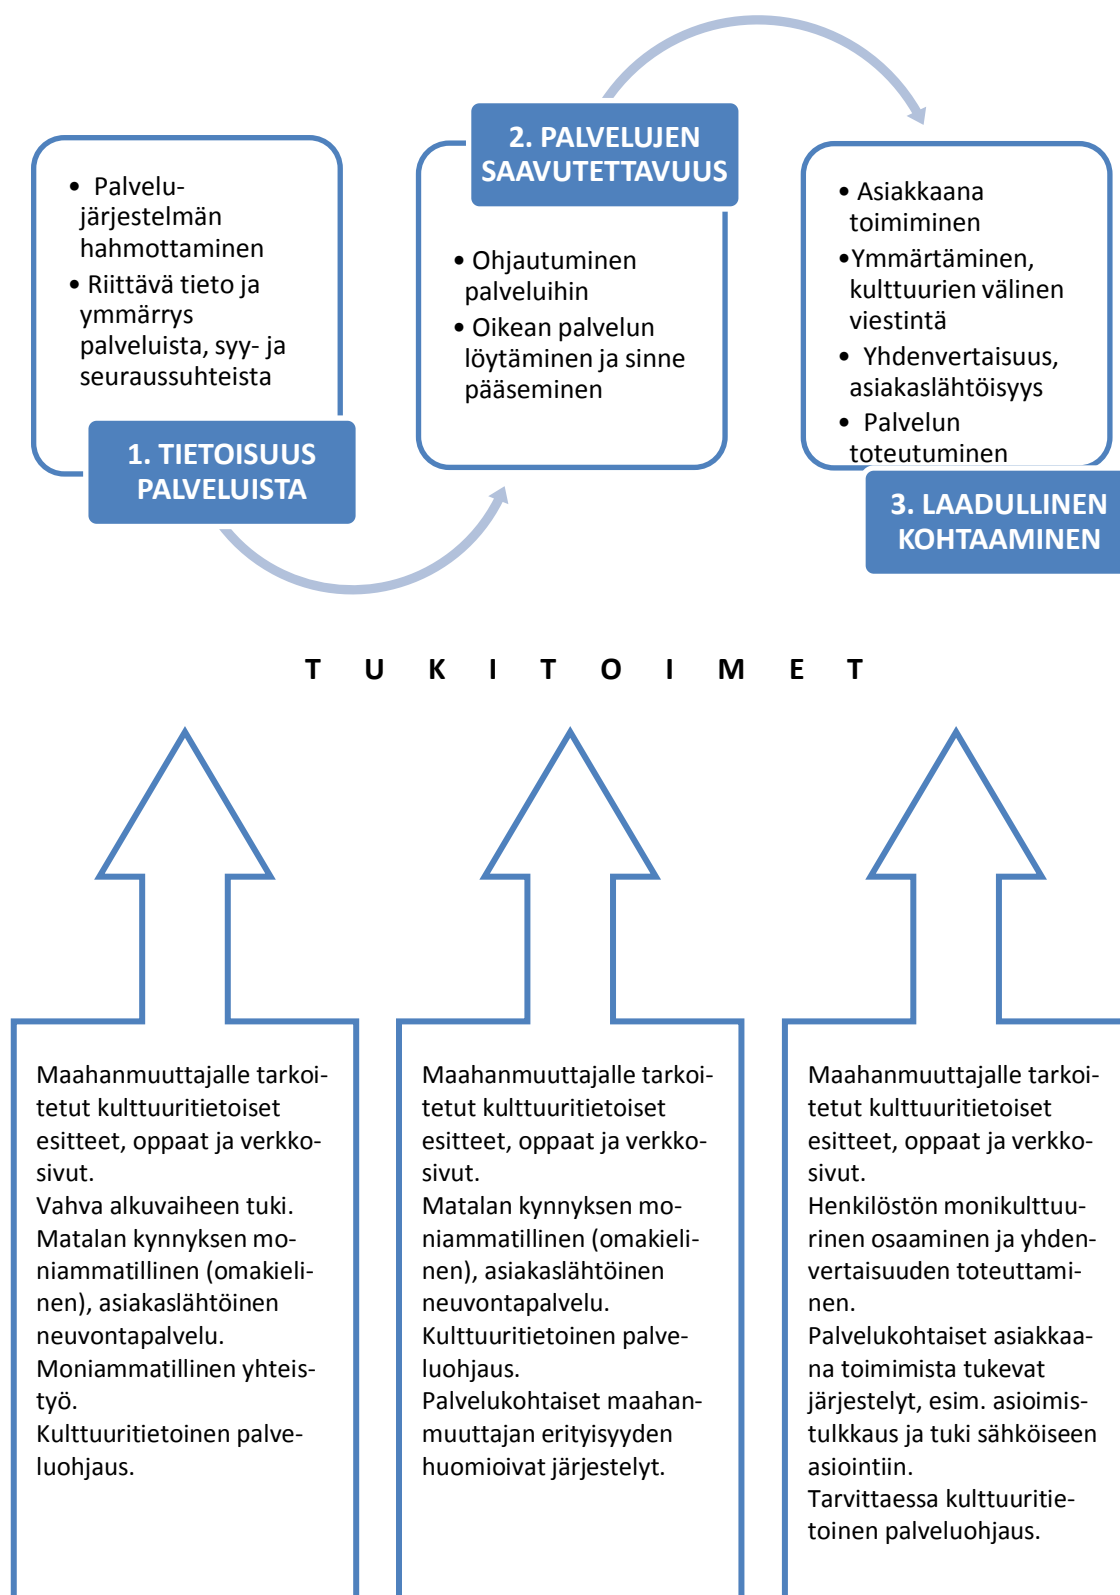 • Palvelu-
järjestelmän
hahmottaminen
• Riittävä tieto ja
ymmärrys
palveluista, syy- ja
seuraussuhteista
1. TIETOISUUS
PALVELUISTA
2. PALVELUJEN
SAAVUTETTAVUUS
• Ohjautuminen
palveluihin
• Oikean palvelun
löytäminen ja sinne
pääseminen
• Asiakkaana
toimiminen
•Ymmärtäminen,
kulttuurien välinen
viestintä
• Yhdenvertaisuus,
asiakaslähtöisyys
• Palvelun
toteutuminen
3. LAADULLINEN
KOHTAAMINEN
T U K I T O I M E T
Maahanmuuttajalle tarkoi-
tetut kulttuuritietoiset
esitteet, oppaat ja verkko-
sivut.
Vahva alkuvaiheen tuki.
Matalan kynnyksen mo-
niammatillinen (omakieli-
nen), asiakaslähtöinen
neuvontapalvelu.
Moniammatillinen yhteis-
työ.
Kulttuuritietoinen palve-
luohjaus.
Maahanmuuttajalle tarkoi-
tetut kulttuuritietoiset
esitteet, oppaat ja verkko-
sivut.
Matalan kynnyksen mo-
niammatillinen (omakieli-
nen), asiakaslähtöinen
neuvontapalvelu.
Kulttuuritietoinen palve-
luohjaus.
Palvelukohtaiset maahan-
muuttajan erityisyyden
huomioivat järjestelyt.
Maahanmuuttajalle tarkoi-
tetut kulttuuritietoiset
esitteet, oppaat ja verkko-
sivut.
Henkilöstön monikulttuu-
rinen osaaminen ja yhden-
vertaisuuden toteuttami-
nen.
Palvelukohtaiset asiakkaa-
na toimimista tukevat
järjestelyt, esim. asioimis-
tulkkaus ja tuki sähköiseen
asiointiin.
Tarvittaessa kulttuuritie-
toinen palveluohjaus.